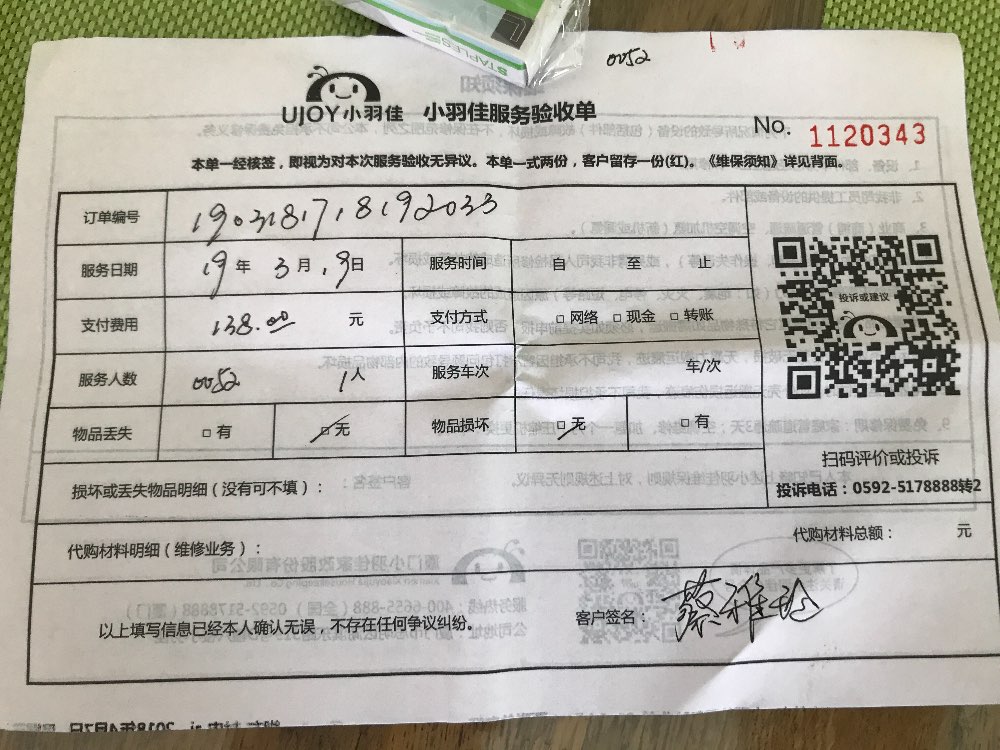 STAPLES
0052
UJOY小羽佳 小羽佳服务验收单
No. 1120343
本单一经核签，即视为对本次服务验收无异议。本单一式两份，客户留存一份(红)。《维保须知》详见背面。
订单编号 190318718192033
服务日期 19年 3月19日 服务时间 自 至 止
支付费用 138.00 元 支付方式 □网络 □现金 □转账
投诉或建议
服务人数 0052 1人 服务车次 车/次
物品丢失 □有 □无 物品损坏 □无 □有
扫码评价或投诉
投诉电话：0592-5178888转2
损坏或丢失物品明细（没有可不填）：
代购材料明细（维修业务）： 代购材料总额： 元
以上填写信息已经本人确认无误，不存在任何争议纠纷。 客户签名：蔡雅玲